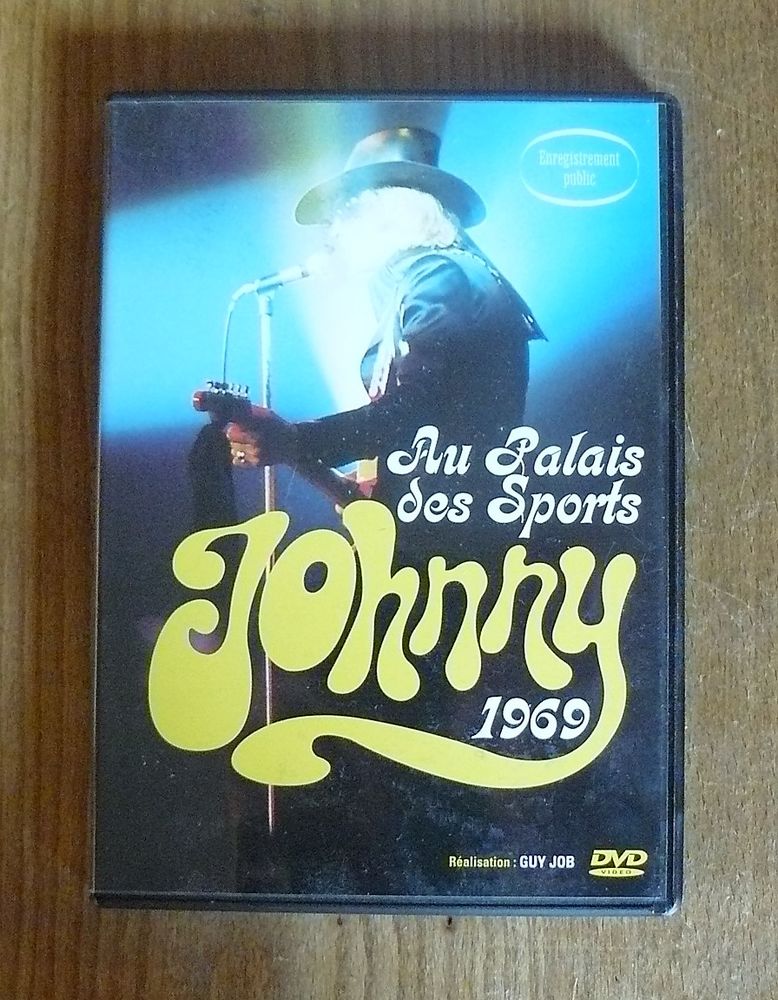 Enregistrement
public
Au Palais
des Sports
Johnny
1969
Réalisation : GUY JOB
DVD
VIDEO